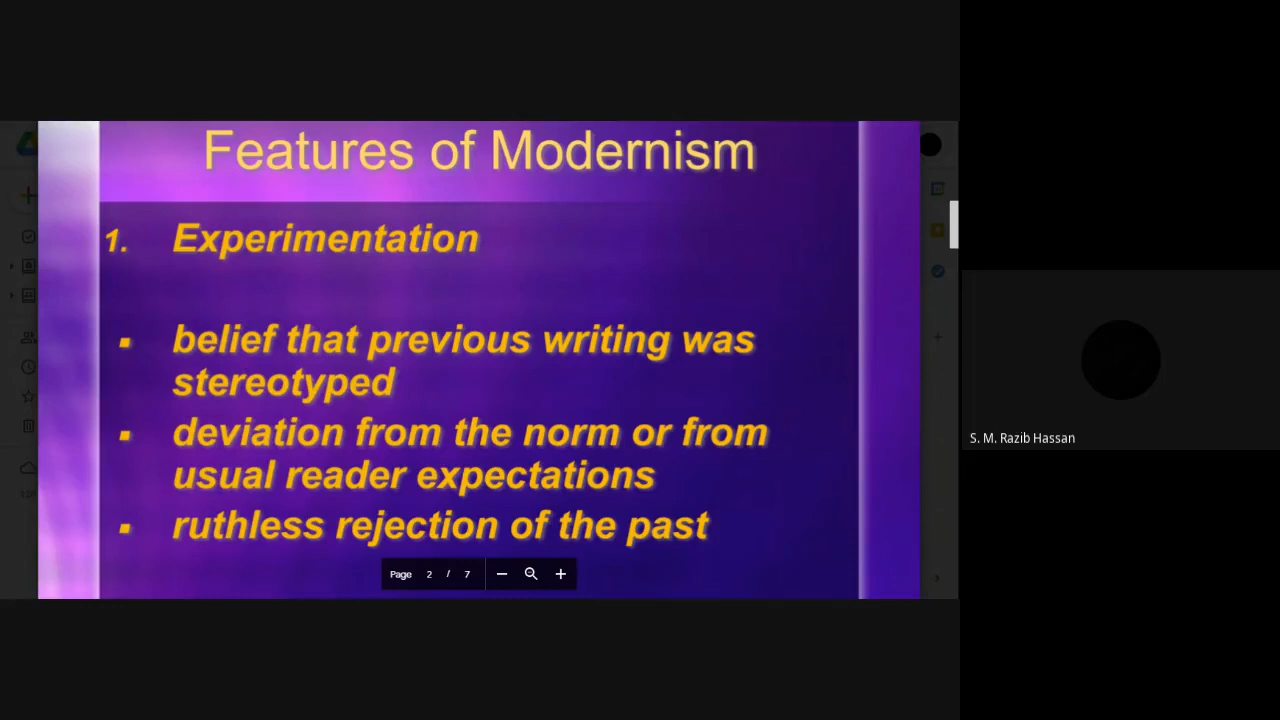 Features of Modernism
1. Experimentation
▪ belief that previous writing was
stereotyped
▪ deviation from the norm or from
usual reader expectations
▪ ruthless rejection of the past
Page 2 / 7
S. M. Razib Hassan